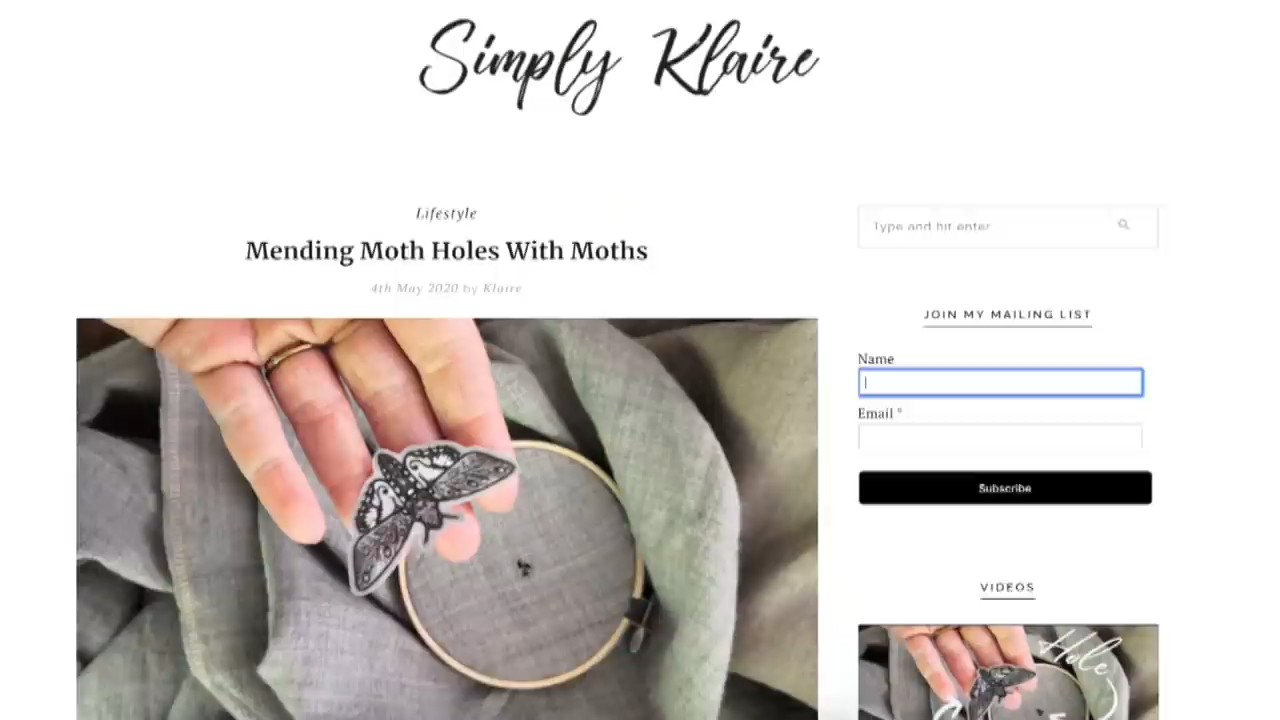 Simply Klaire
Lifestyle
Mending Moth Holes With Moths
4th May 2020 by Klaire
Type and hit enter
JOIN MY MAILING LIST
Name
Email *
Subscribe
VIDEOS
Hole